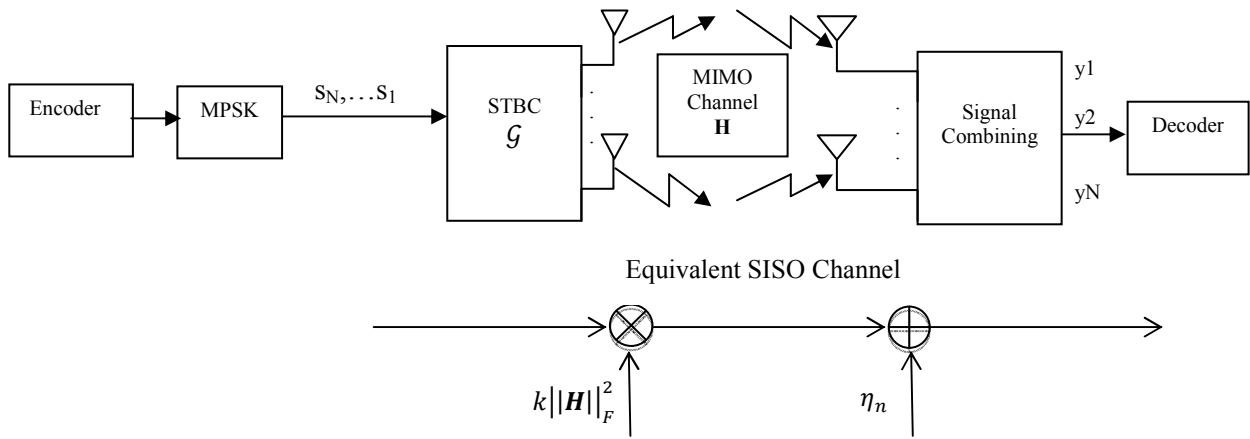 Encoder
MPSK
s_N,…s_1
STBC
𝒢
MIMO
Channel
H
Signal
Combining
y1
y2
yN
Decoder
Equivalent SISO Channel
k||H||_F^2
η_n